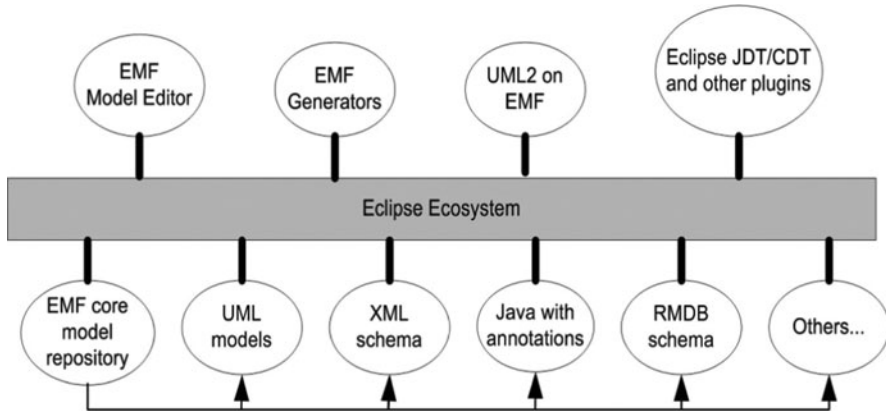 EMF
Model Editor
EMF
Generators
UML2 on
EMF
Eclipse JDT/CDT
and other plugins
Eclipse Ecosystem
EMF core
model
repository
UML
models
XML
schema
Java with
annotations
RMDB
schema
Others...